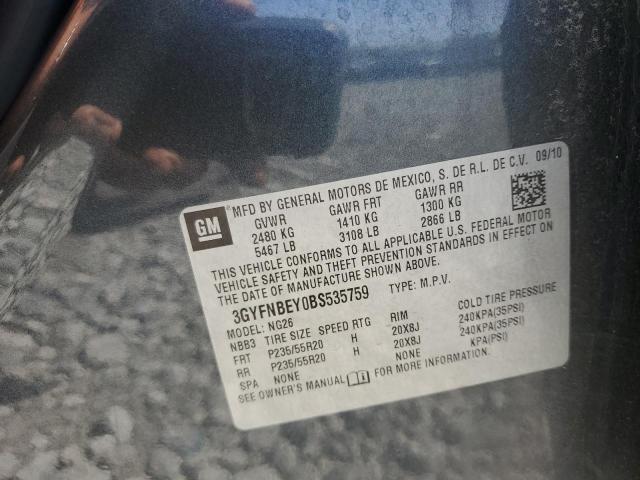 GM
MFD BY GENERAL MOTORS DE MEXICO, S. DE R.L. DE C.V. 09/10
GVWR GAWR FRT GAWR RR
2480 KG 1410 KG 1300 KG
5467 LB 3108 LB 2866 LB
THIS VEHICLE CONFORMS TO ALL APPLICABLE U.S. FEDERAL MOTOR
VEHICLE SAFETY AND THEFT PREVENTION STANDARDS IN EFFECT ON
THE DATE OF MANUFACTURE SHOWN ABOVE.
3GYFNBEY0BS535759 TYPE: M.P.V.
MODEL: NG26
NBB3 TIRE SIZE SPEED RTG RIM COLD TIRE PRESSURE
FRT P235/55R20 H 20X8J 240KPA(35PSI)
RR P235/55R20 H 20X8J 240KPA(35PSI)
SPA NONE NONE KPA(PSI)
SEE OWNER'S MANUAL FOR MORE INFORMATION.